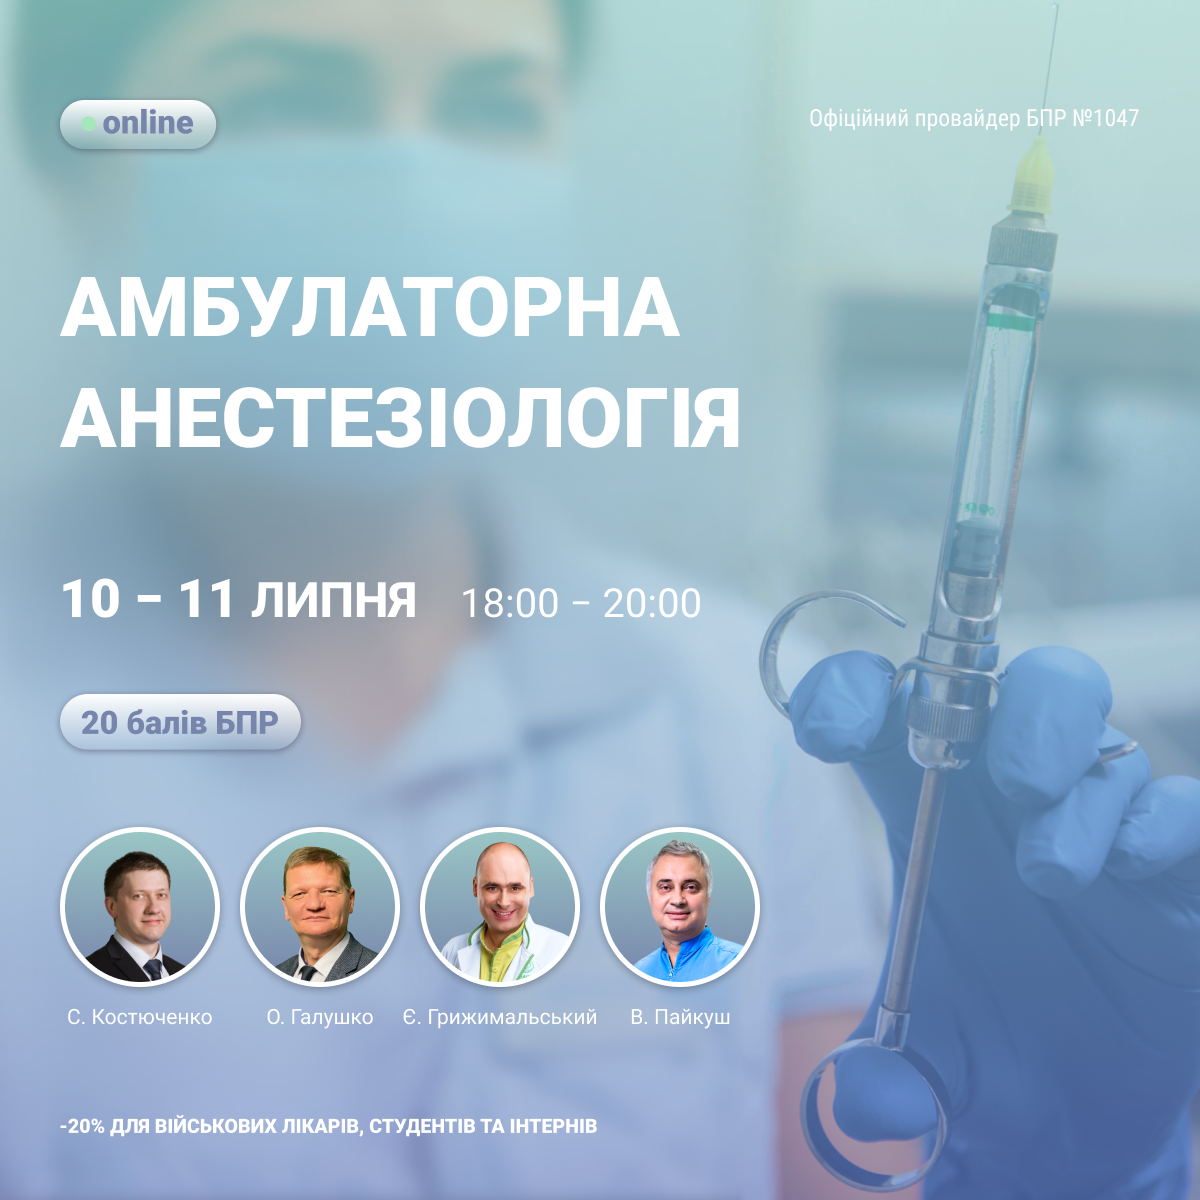 online
Офіційний провайдер БПР №1047
АМБУЛАТОРНА
АНЕСТЕЗІОЛОГІЯ
10 – 11 ЛИПНЯ 18:00 – 20:00
20 балів БПР
С. Костюченко О. Галушко Є. Грижимальський В. Пайкуш
-20% ДЛЯ ВІЙСЬКОВИХ ЛІКАРІВ, СТУДЕНТІВ ТА ІНТЕРНІВ